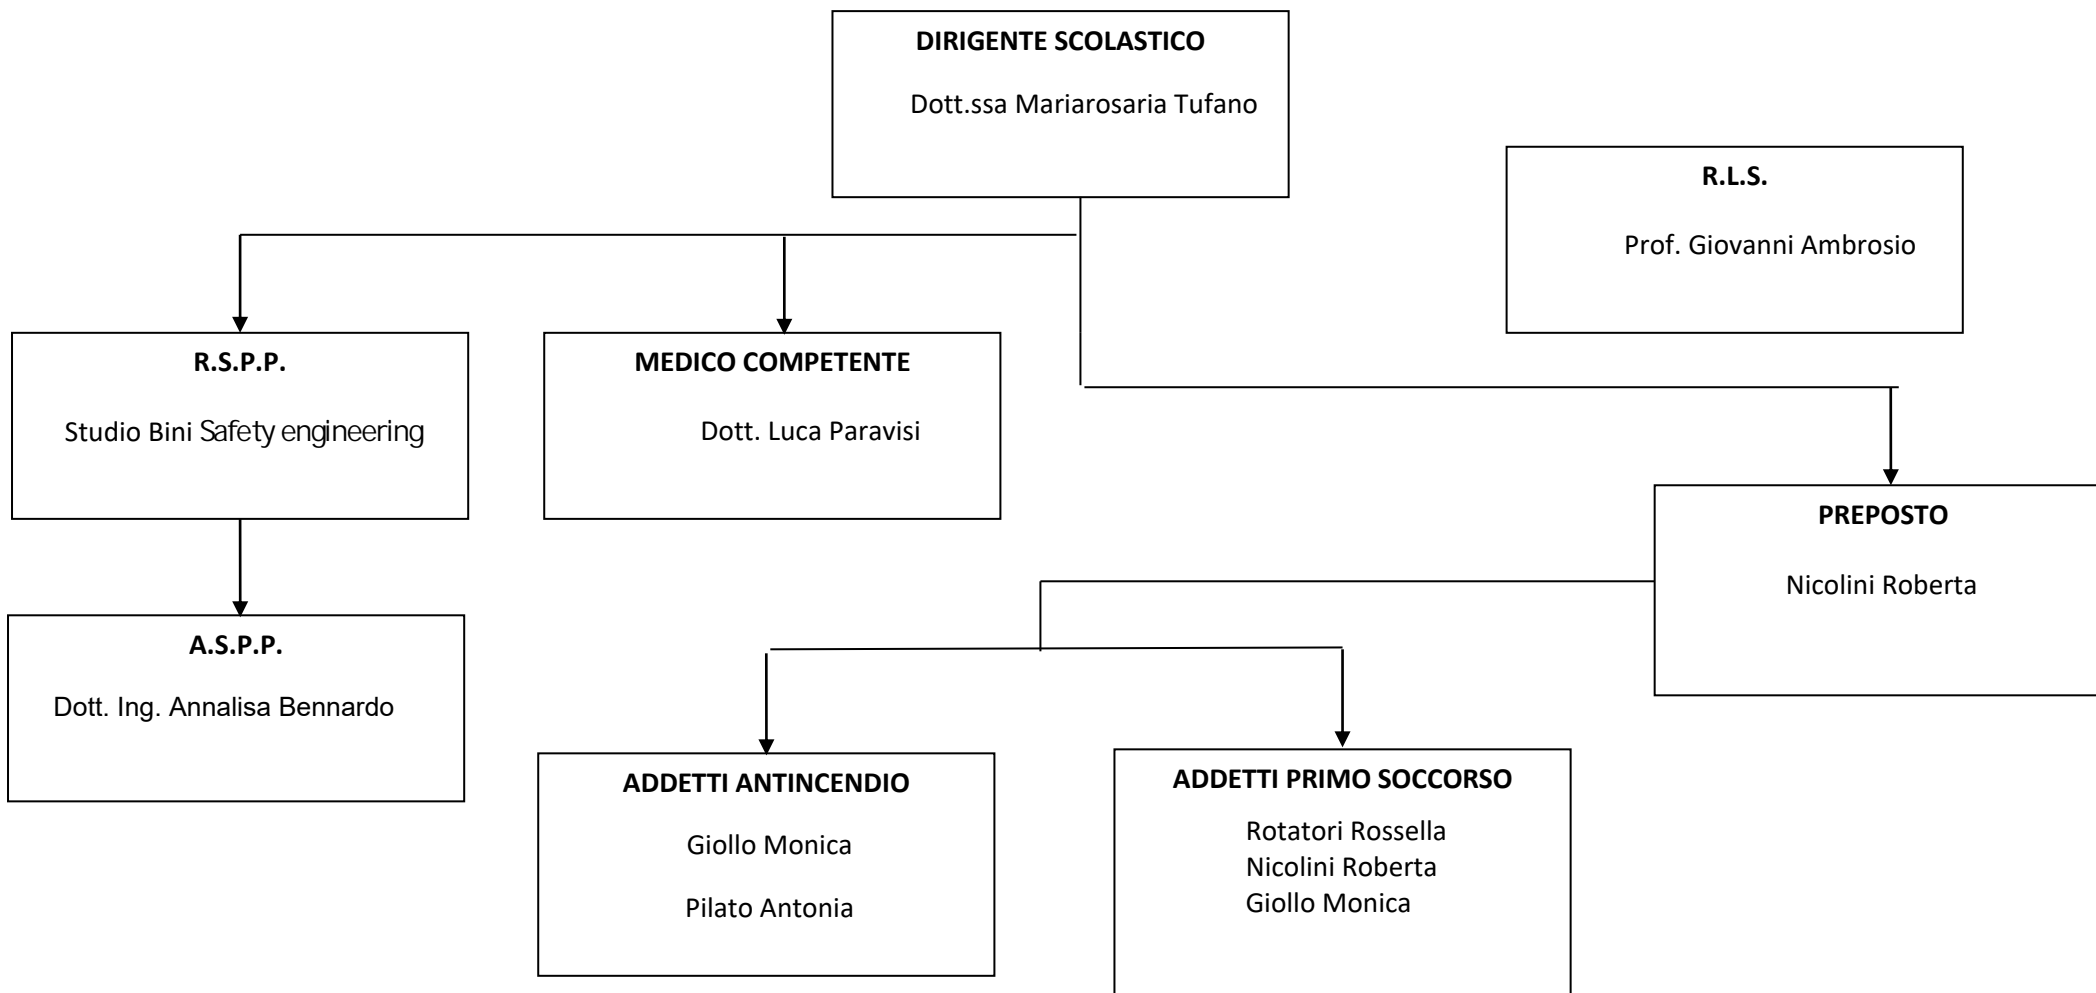 DIRIGENTE SCOLASTICO
Dott.ssa Mariarosaria Tufano
R.L.S.
Prof. Giovanni Ambrosio
R.S.P.P.
Studio Bini Safety engineering
MEDICO COMPETENTE
Dott. Luca Paravisi
PREPOSTO
Nicolini Roberta
A.S.P.P.
Dott. Ing. Annalisa Bennardo
ADDETTI ANTINCENDIO
Giollo Monica
Pilato Antonia
ADDETTI PRIMO SOCCORSO
Rotatori Rossella
Nicolini Roberta
Giollo Monica